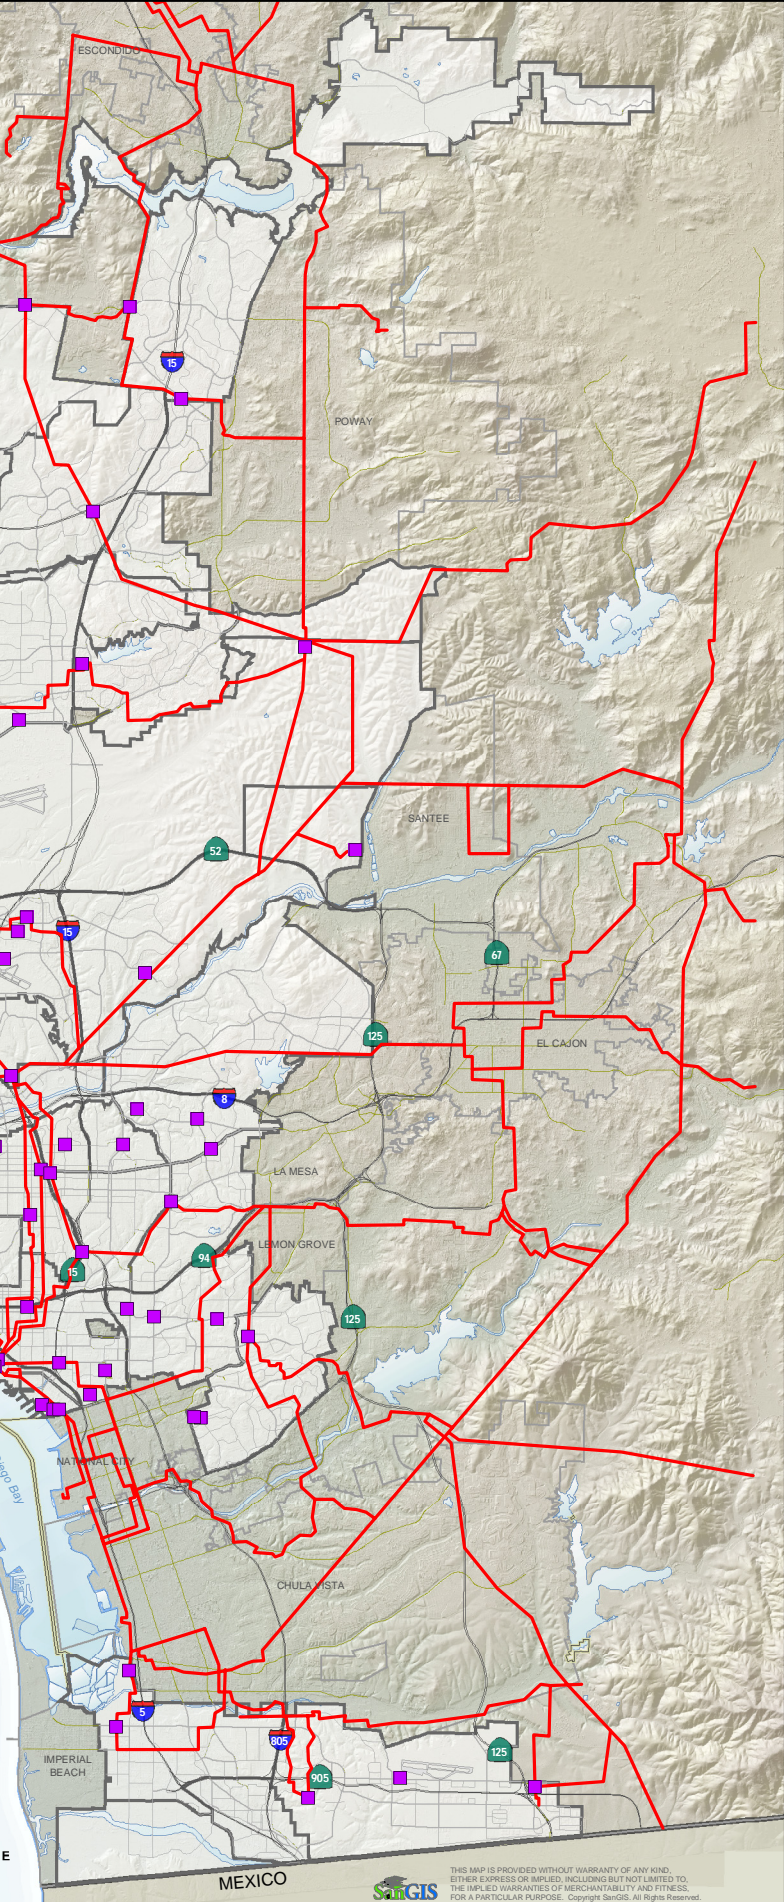 ESCONDIDO
15
POWAY
SANTEE
52
15
67
125
EL CAJON
8
LA MESA
LEMON GROVE
94
15
125
NATIONAL CITY
Diego Bay
CHULA VISTA
5
805
125
IMPERIAL
BEACH
905
E
MEXICO
SanGIS
THIS MAP IS PROVIDED WITHOUT WARRANTY OF ANY KIND,
EITHER EXPRESS OR IMPLIED, INCLUDING BUT NOT LIMITED TO,
THE IMPLIED WARRANTIES OF MERCHANTABILITY AND FITNESS,
FOR A PARTICULAR PURPOSE. Copyright SanGIS. All Rights Reserved.